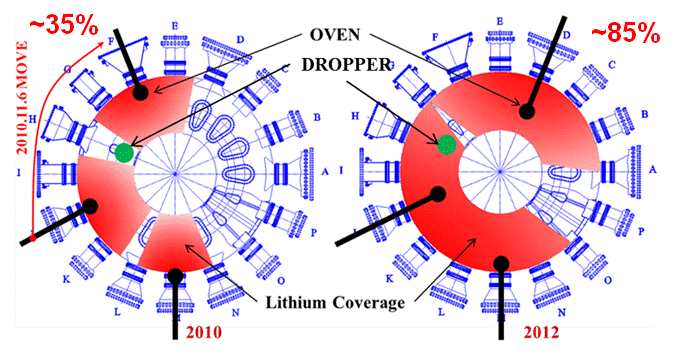 ~35%
~85%
OVEN
DROPPER
2010.11.6 MOVE
E
F
D
G
C
H
B
I
A
P
K
L
O
M
N
E
F
D
G
C
H
B
I
A
P
K
L
O
M
N
Lithium Coverage
2010
2012